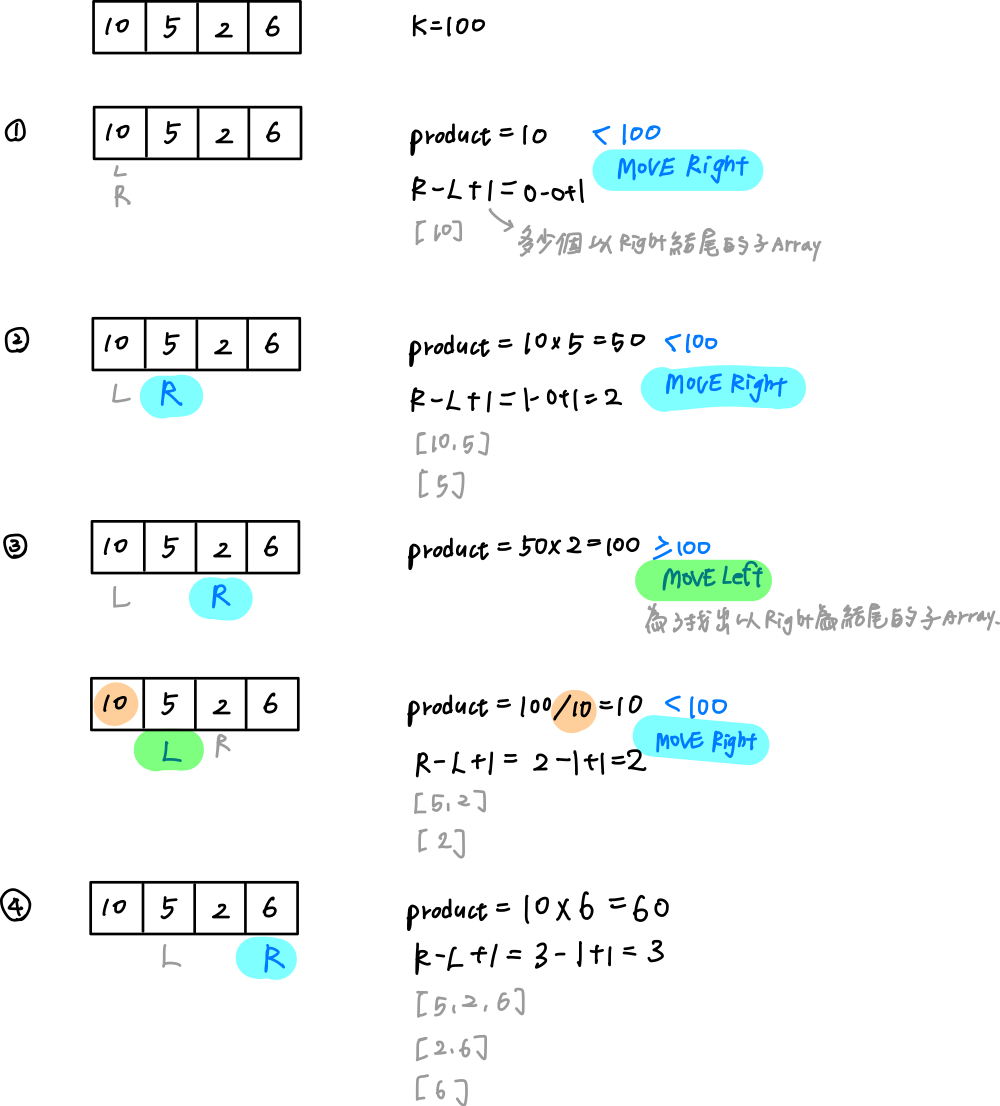 10 5 2 6 K=100
① 10 5 2 6 product = 10 < 100
MOVE Right
L
R
R-L+1=0-0+1
[10] 多少個以Right結尾的子Array
② 10 5 2 6 product = 10×5=50 <100
L R MOVE Right
R-L+1=1-0+1=2
[10,5]
[5]
③ 10 5 2 6 product = 50×2=100 ≥100
L R MOVE Left
為了找出以Right為結尾的子Array.
10 5 2 6 product = 100/10=10 <100
L R MOVE Right
R-L+1= 2-1+1=2
[5,2]
[2]
④ 10 5 2 6 product = 10×6=60
L R R-L+1= 3-1+1=3
[5,2,6]
[2,6]
[6]